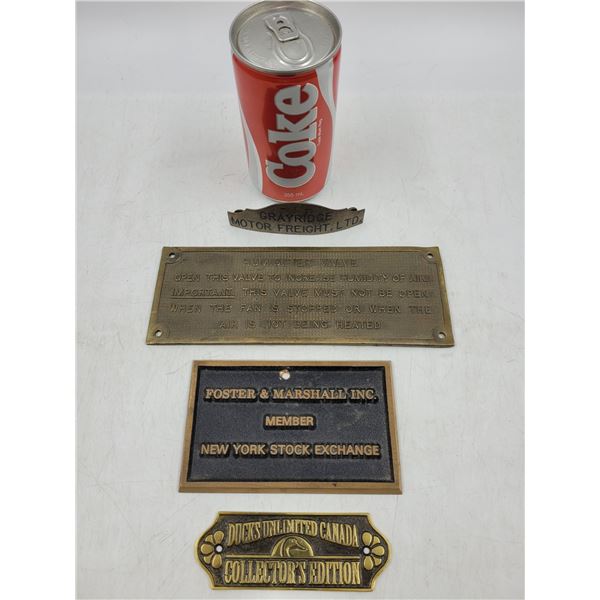 Coke
355 mL
GRAYRIDGE
MOTOR FREIGHT, LTD.
HUMIDIFIER VALVE
OPEN THIS VALVE TO INCREASE HUMIDITY OF
IMPORTANT. THIS VALVE MUST NOT BE OPEN
WHEN THE FAN IS STOPPED OR WHEN THE
AIR IS NOT BEING HEATED
FOSTER & MARSHALL INC.
MEMBER
NEW YORK STOCK EXCHANGE
DUCKS UNLIMITED CANADA
COLLECTOR'S EDITION